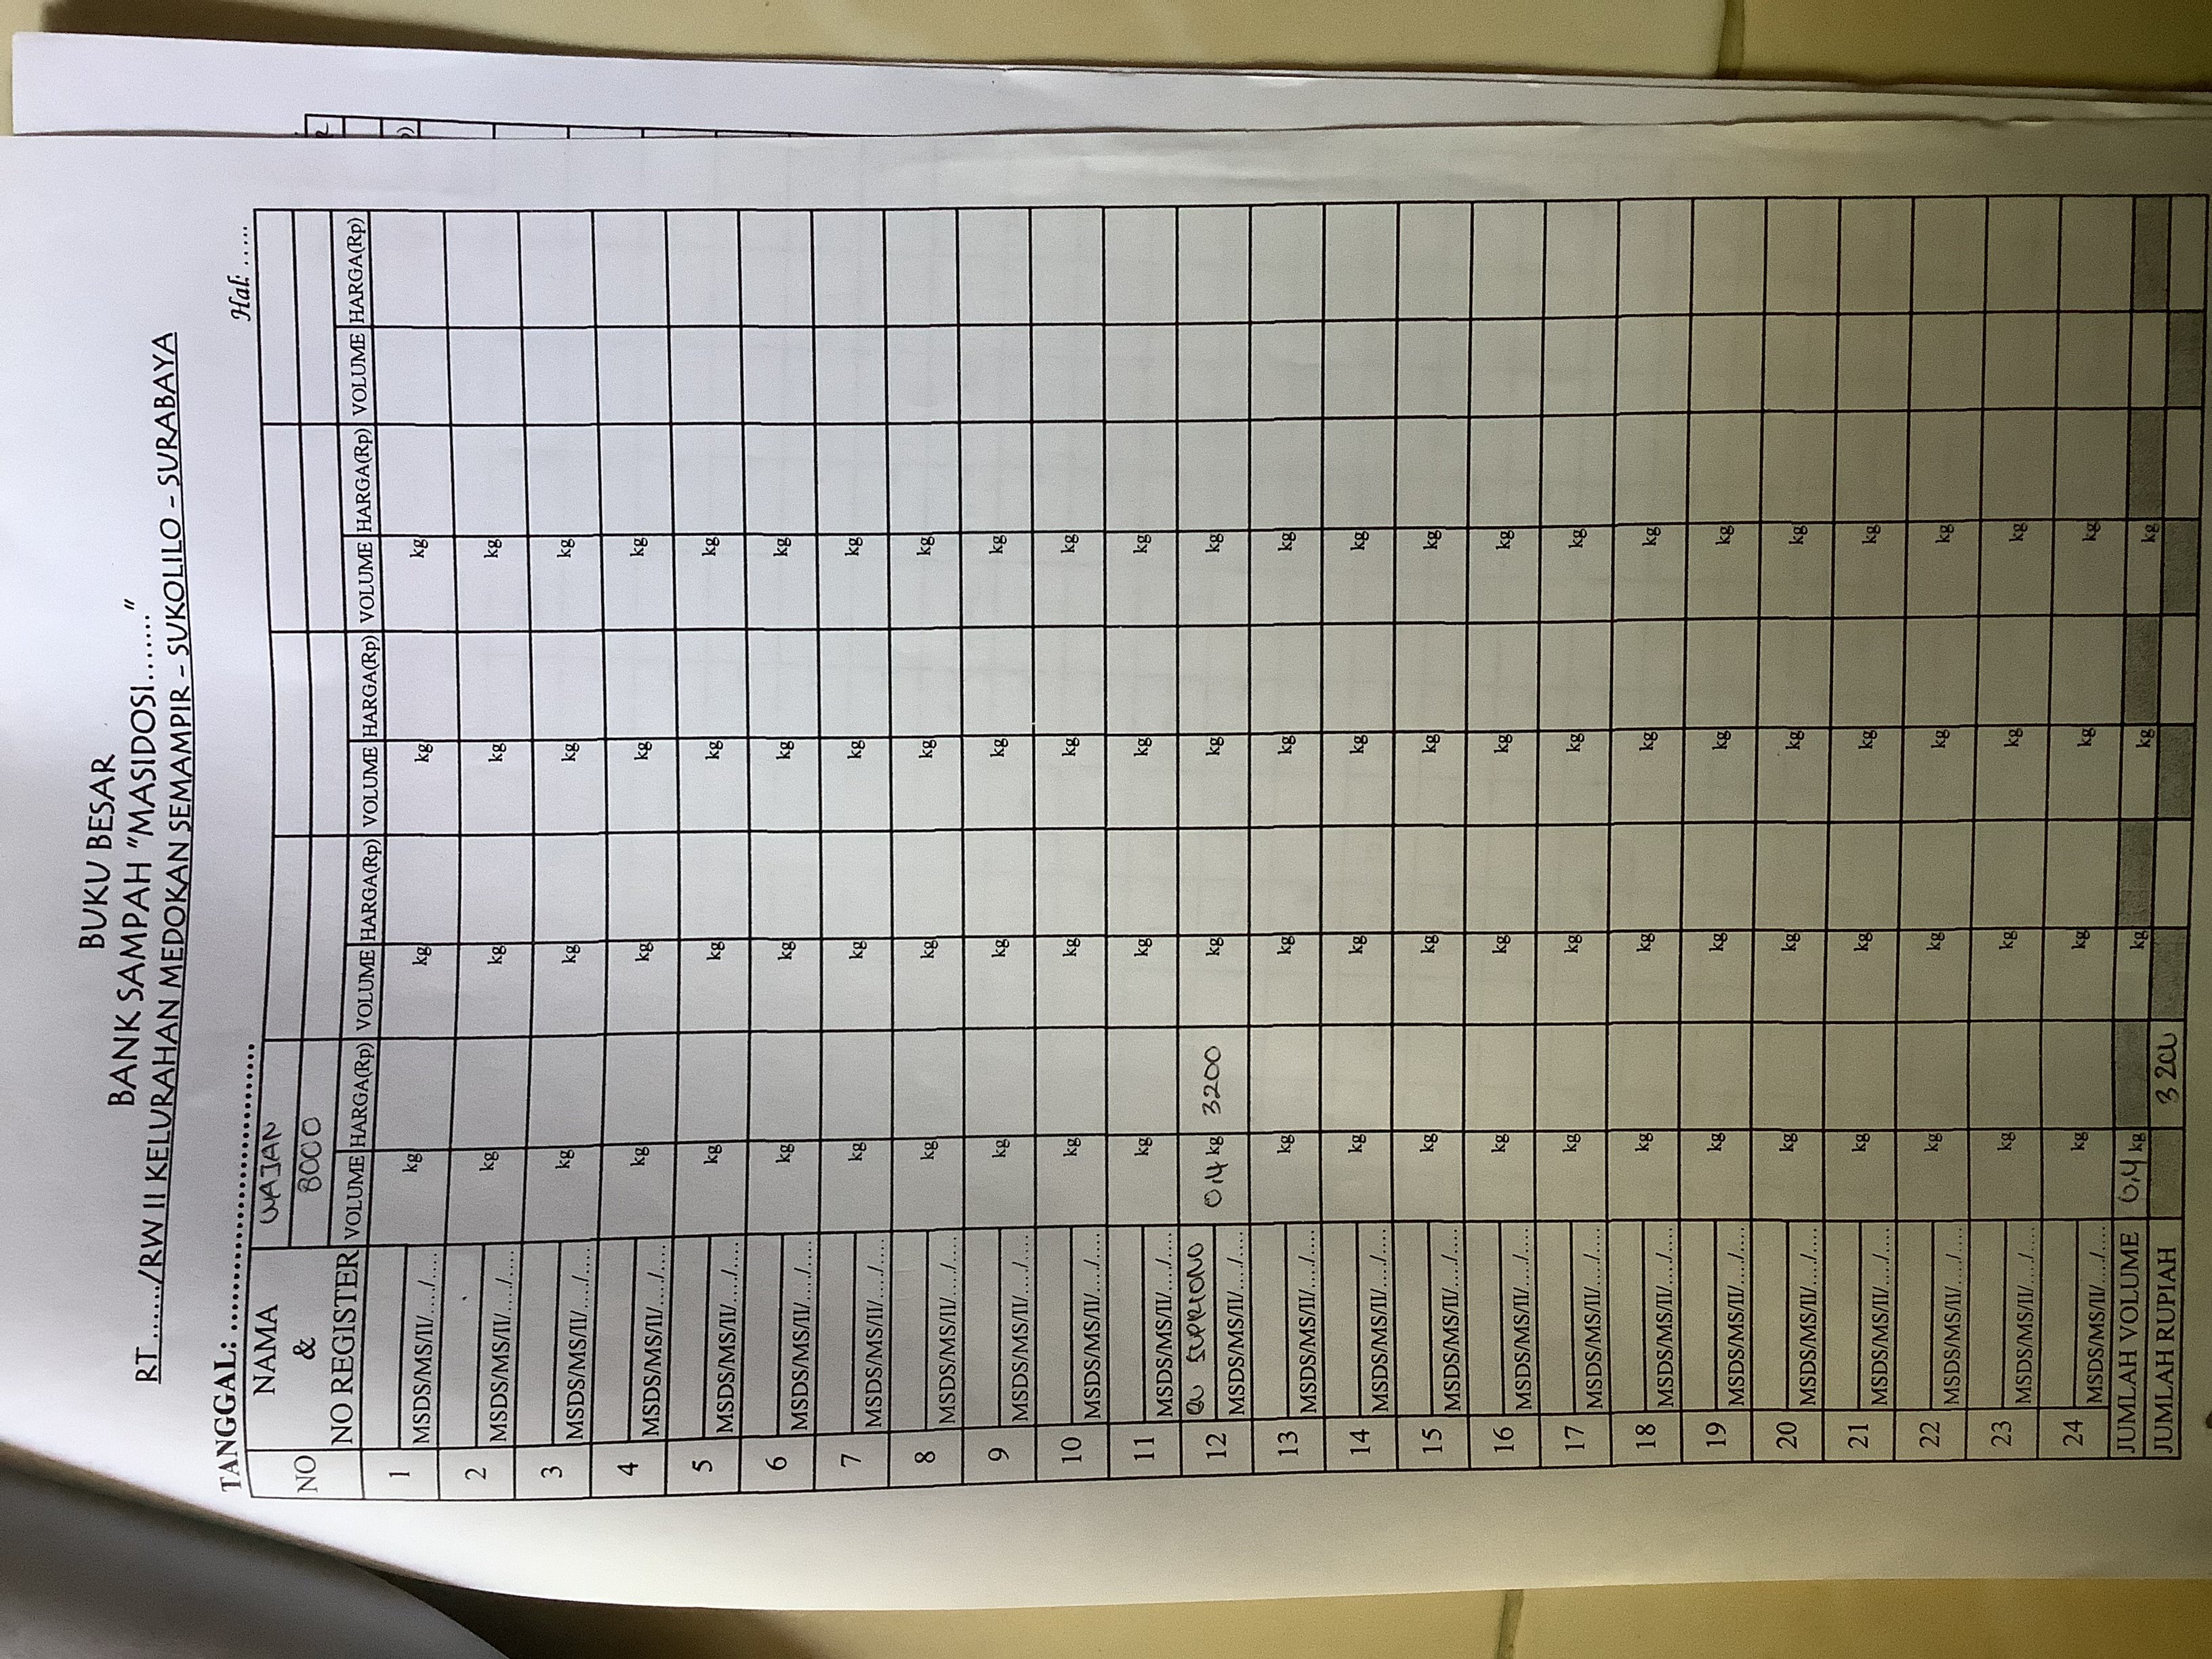 BUKU BESAR
BANK SAMPAH "MASIDOSI......."
RT ....../RW II KELURAHAN MEDOKAN SEMAMPIR - SUKOLILO - SURABAYA
TANGGAL: ..............................
Hal: .....
NO NAMA & NO REGISTER WAJAN
8000
VOLUME HARGA(Rp) VOLUME HARGA(Rp) VOLUME HARGA(Rp) VOLUME HARGA(Rp) VOLUME HARGA(Rp)
1 MSDS/MS/II/..../.... kg kg kg kg
2 MSDS/MS/II/..../.... kg kg kg kg
3 MSDS/MS/II/..../.... kg kg kg kg
4 MSDS/MS/II/..../.... kg kg kg kg
5 MSDS/MS/II/..../.... kg kg kg kg
6 MSDS/MS/II/..../.... kg kg kg kg
7 MSDS/MS/II/..../.... kg kg kg kg
8 MSDS/MS/II/..../.... kg kg kg kg
9 MSDS/MS/II/..../.... kg kg kg kg
10 MSDS/MS/II/..../.... kg kg kg kg
11 MSDS/MS/II/..../.... kg kg kg kg
12 BU SUPRIONO MSDS/MS/II/..../.... 0,4 kg 3200 kg kg kg
13 MSDS/MS/II/..../.... kg kg kg kg
14 MSDS/MS/II/..../.... kg kg kg kg
15 MSDS/MS/II/..../.... kg kg kg kg
16 MSDS/MS/II/..../.... kg kg kg kg
17 MSDS/MS/II/..../.... kg kg kg kg
18 MSDS/MS/II/..../.... kg kg kg kg
19 MSDS/MS/II/..../.... kg kg kg kg
20 MSDS/MS/II/..../.... kg kg kg kg
21 MSDS/MS/II/..../.... kg kg kg kg
22 MSDS/MS/II/..../.... kg kg kg kg
23 MSDS/MS/II/..../.... kg kg kg kg
24 MSDS/MS/II/..../.... kg kg kg kg
JUMLAH VOLUME 0,4 kg kg kg kg
JUMLAH RUPIAH 3200